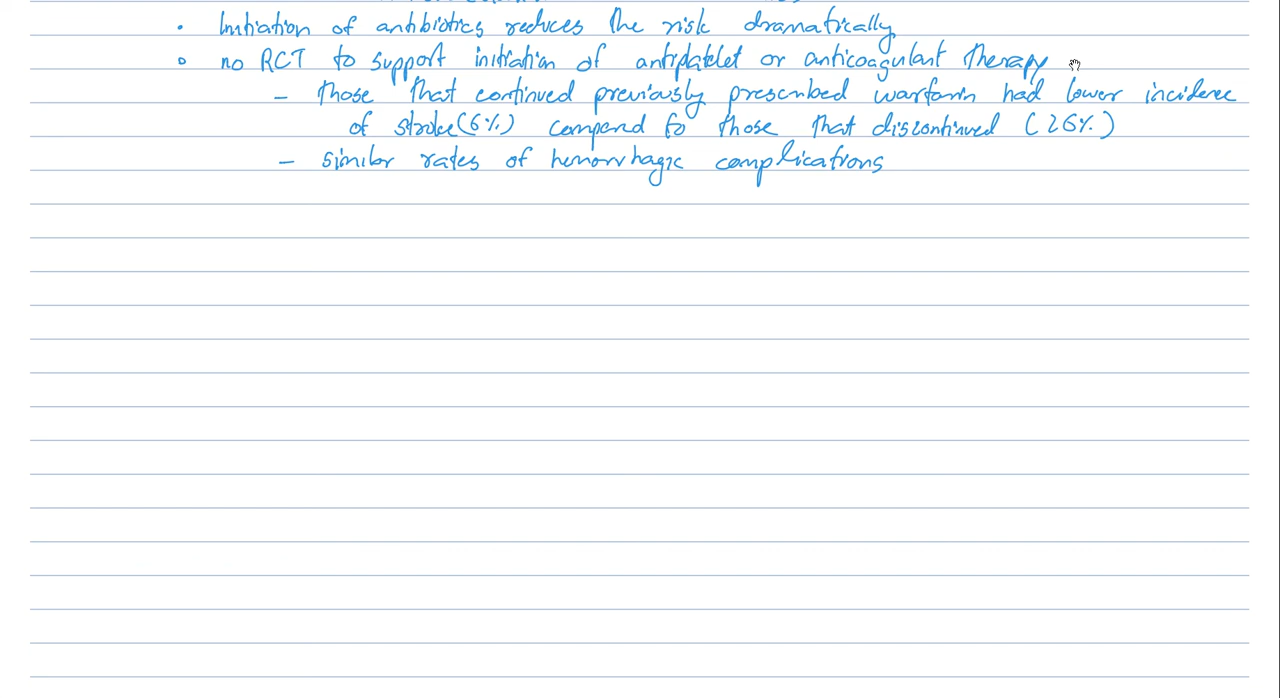 • Initiation of antibiotics reduces the risk dramatically
• no RCT to support initiation of antiplatelet or anticoagulant therapy
- those that continued previously prescribed warfarin had lower incidence
of stroke (6%) compared to those that discontinued (26%)
- similar rates of hemorrhagic complications